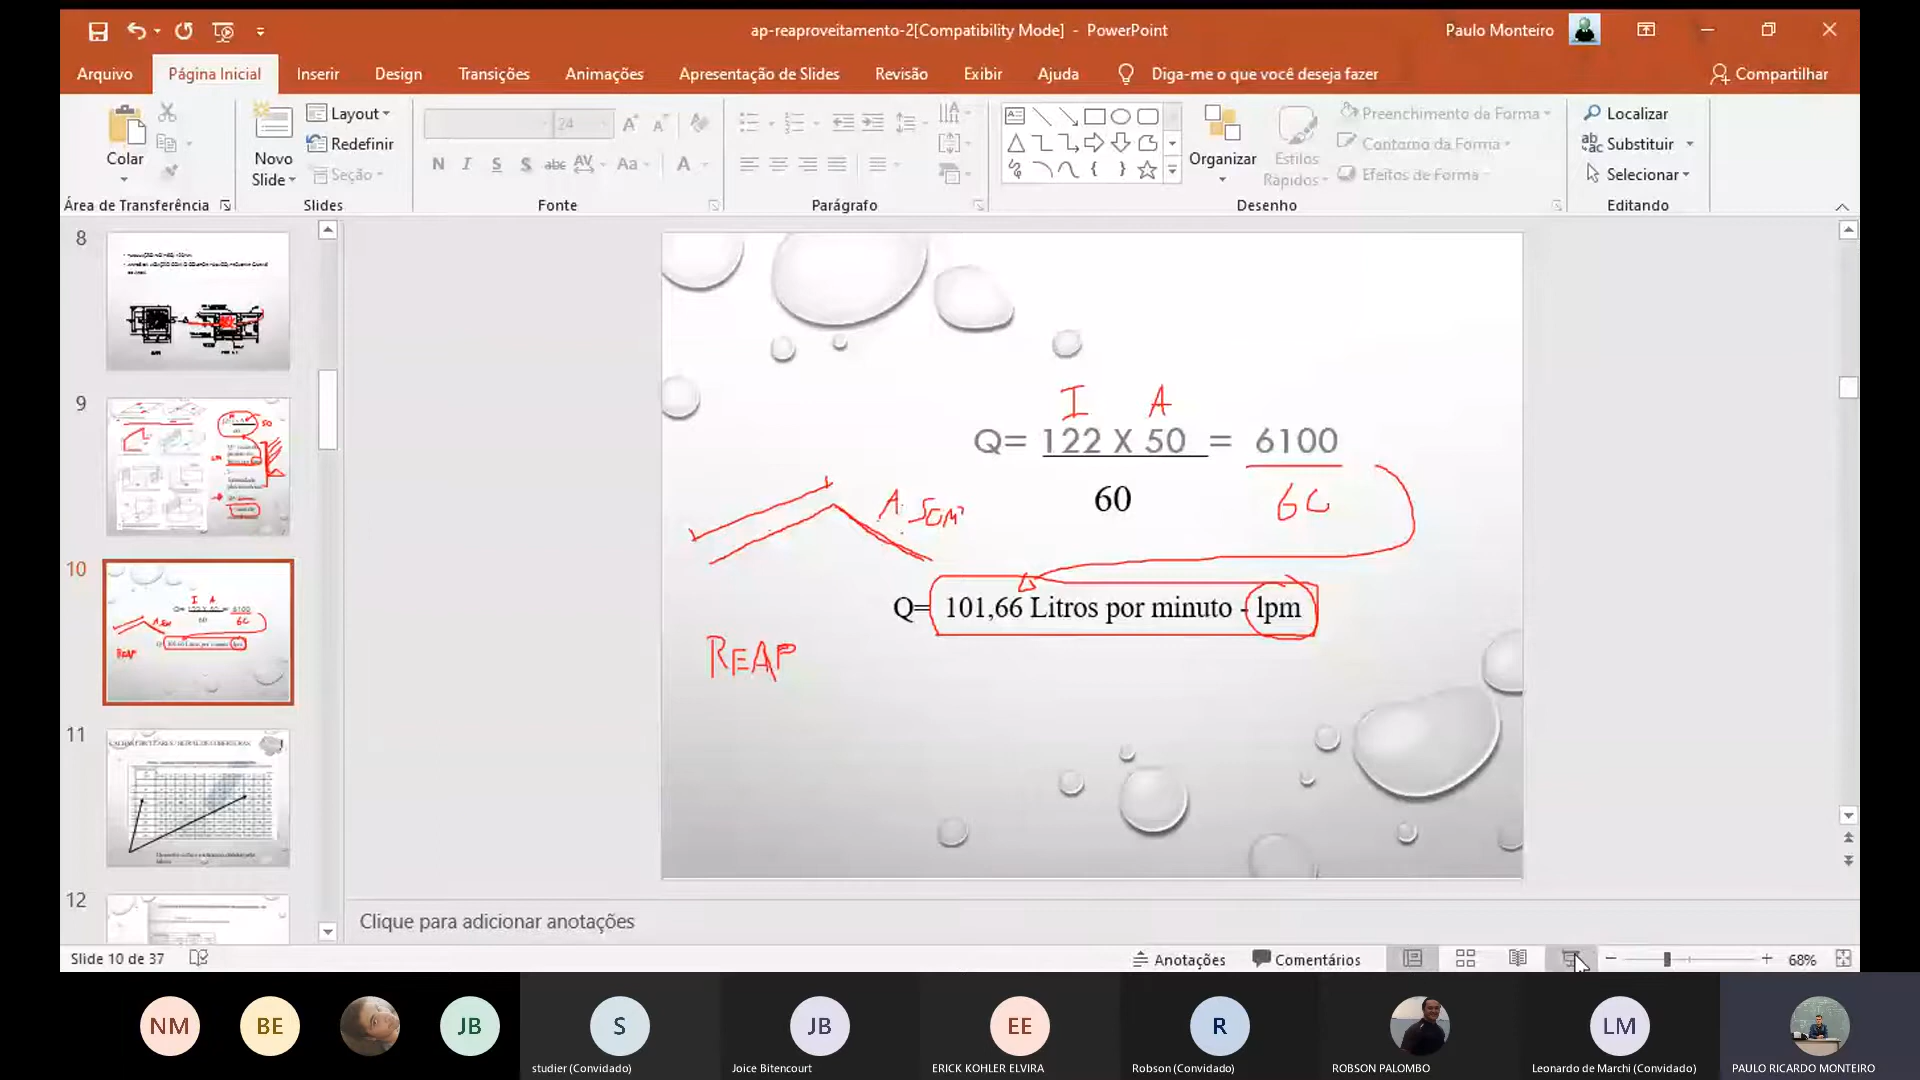 ap-reaproveitamento-2[Compatibility Mode] - PowerPoint
Paulo Monteiro
Arquivo
Página Inicial
Inserir
Design
Transições
Animações
Apresentação de Slides
Revisão
Exibir
Ajuda
Diga-me o que você deseja fazer
Compartilhar
Colar
Novo
Slide
Layout
Redefinir
Seção
24
N I S S abc AV Aa A
Organizar
Estilos
Rápidos
Preenchimento da Forma
Contorno da Forma
Efeitos de Forma
Localizar
Substituir
Selecionar
Área de Transferência
Slides
Fonte
Parágrafo
Desenho
Editando
8
9
10
11
12
I A
Q= 122 X 50 = 6100
60 60
A. 50m²
Q= 101,66 Litros por minuto - lpm
REAP
Clique para adicionar anotações
Slide 10 de 37
Anotações
Comentários
68%
NM
BE
JB
S
JB
EE
R
LM
studier (Convidado)
Joice Bitencourt
ERICK KOHLER ELVIRA
Robson (Convidado)
ROBSON PALOMBO
Leonardo de Marchi (Convidado)
PAULO RICARDO MONTEIRO